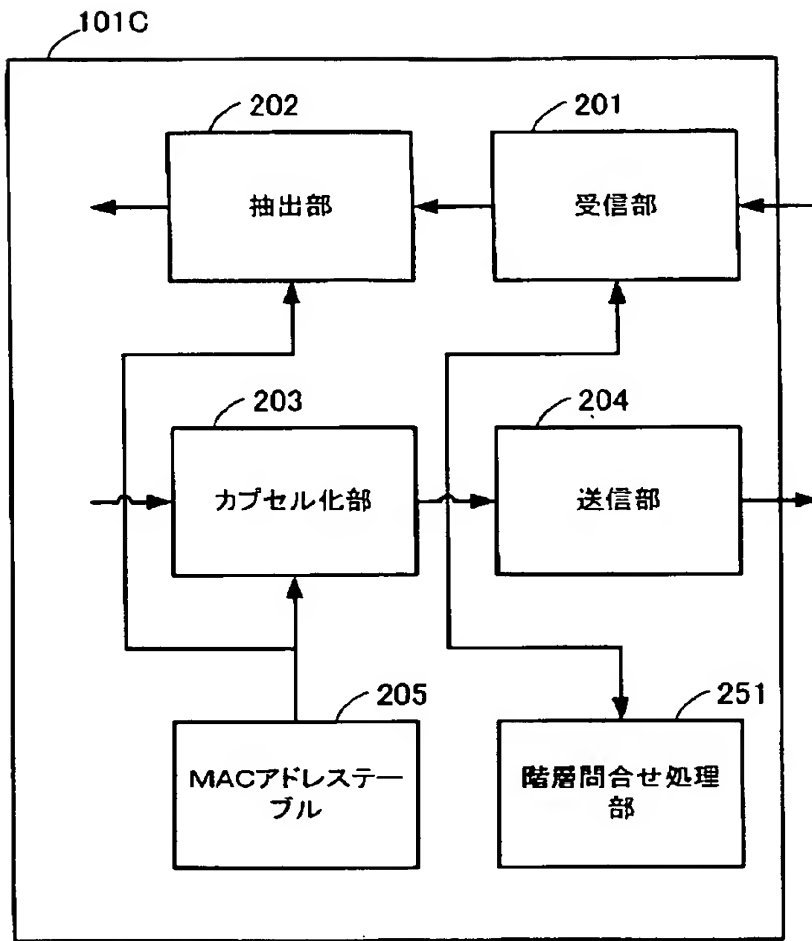 101C
202
201
抽出部
受信部
203
204
カプセル化部
送信部
205
251
MACアドレステー
ブル
階層問合せ処理
部